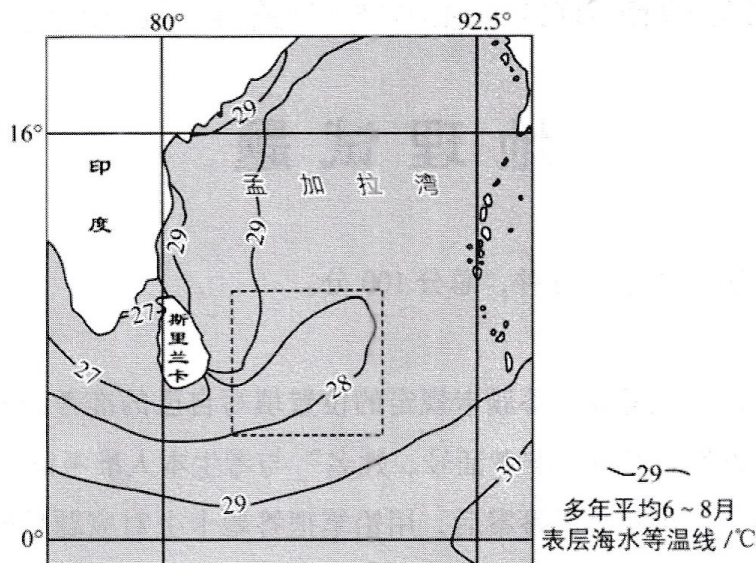 80° 92.5°
16°
29
印
度
孟加拉湾
29
29
27
斯
里
兰
卡
27
28
29
30
0°
29
多年平均6~8月
表层海水等温线/℃